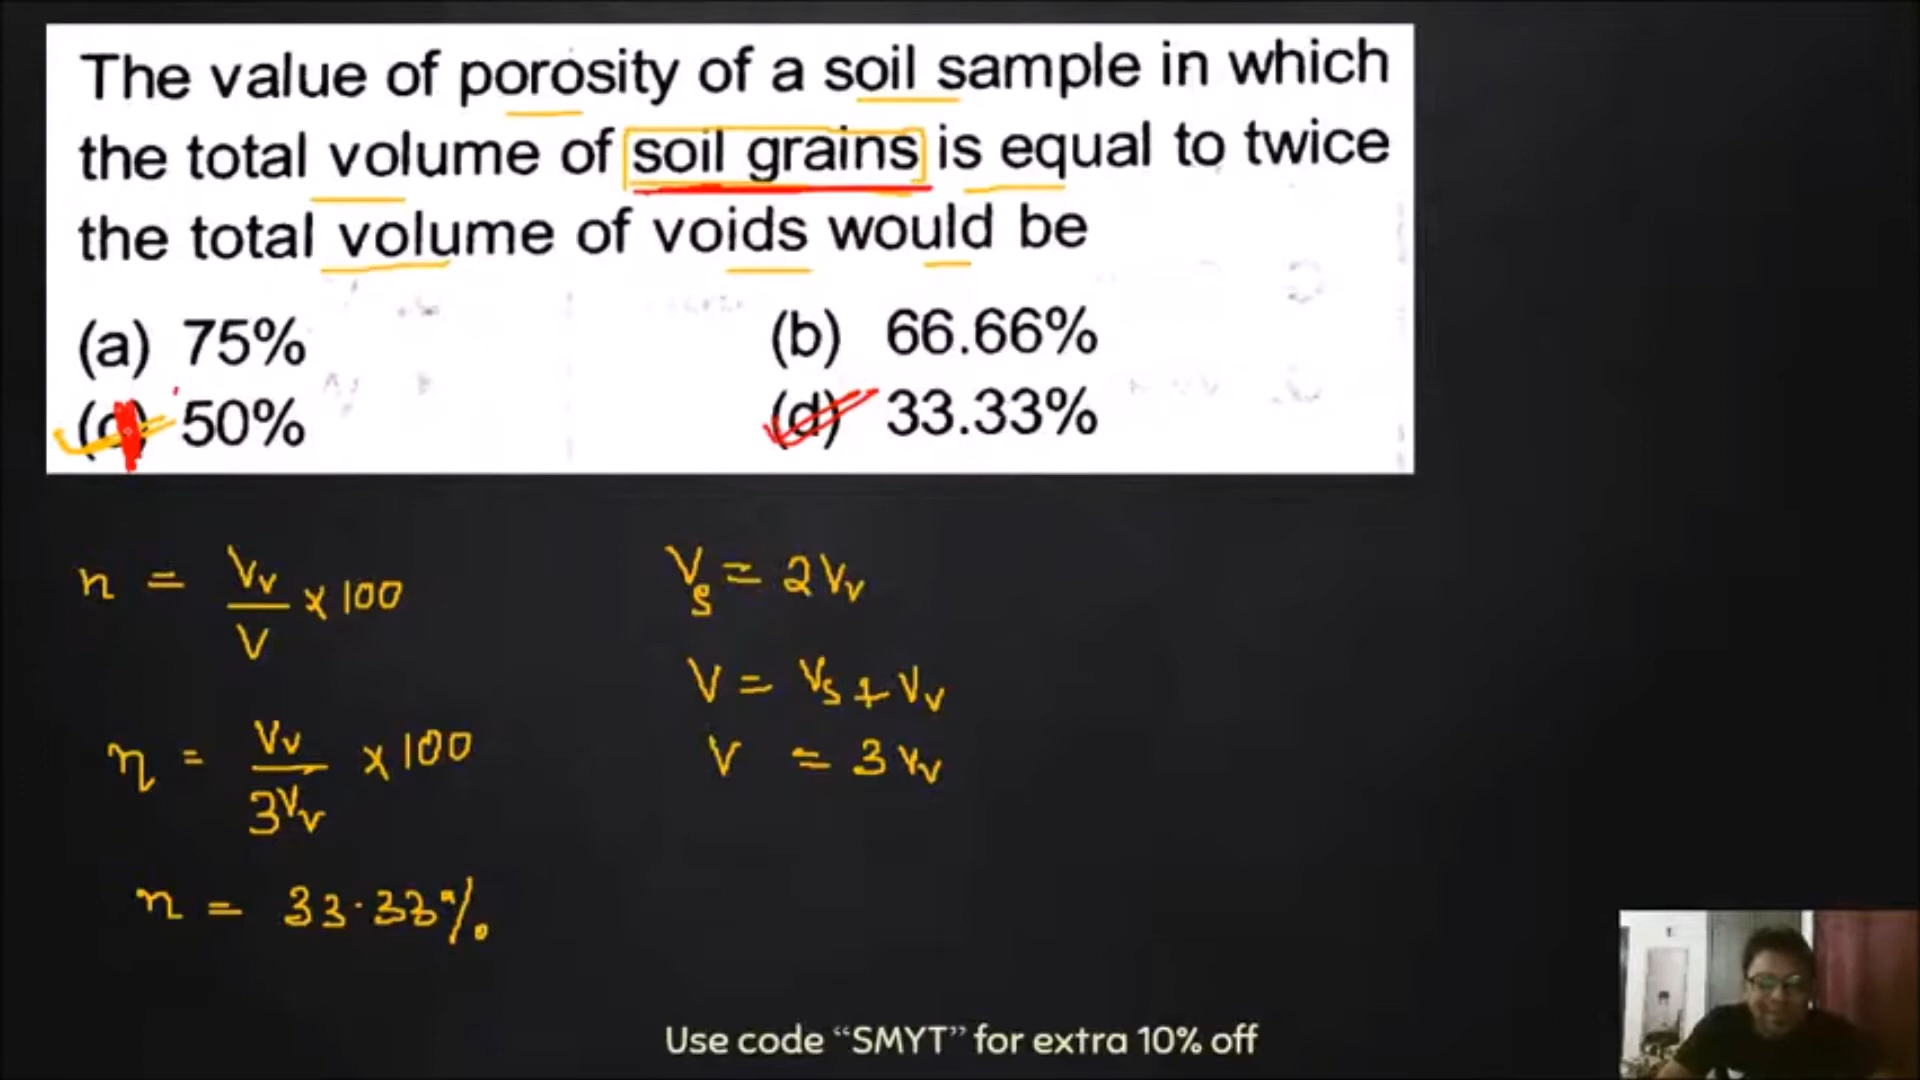 The value of porosity of a soil sample in which
the total volume of soil grains is equal to twice
the total volume of voids would be
(a) 75%
(b) 66.66%
(c) 50%
(d) 33.33%
n = Vv/V × 100
Vs = 2Vv
V = Vs + Vv
V = 3Vv
η = Vv/3Vv × 100
n = 33.33%
Use code “SMYT” for extra 10% off